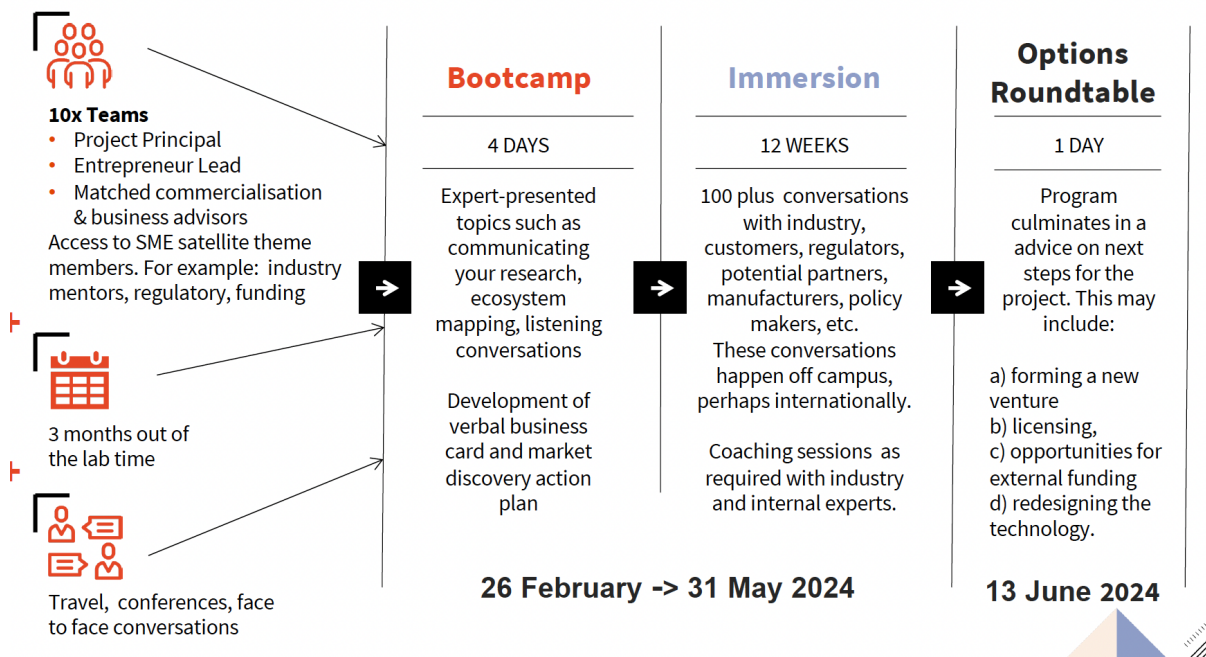 10x Teams
• Project Principal
• Entrepreneur Lead
• Matched commercialisation
& business advisors
Access to SME satellite theme
members. For example: industry
mentors, regulatory, funding
3 months out of
the lab time
Travel, conferences, face
to face conversations
Bootcamp
4 DAYS
Expert-presented
topics such as
communicating
your research,
ecosystem
mapping, listening
conversations
Development of
verbal business
card and market
discovery action
plan
Immersion
12 WEEKS
100 plus conversations
with industry,
customers, regulators,
potential partners,
manufacturers, policy
makers, etc.
These conversations
happen off campus,
perhaps internationally.
Coaching sessions as
required with industry
and internal experts.
26 February -> 31 May 2024
Options
Roundtable
1 DAY
Program
culminates in a
advice on next
steps for the
project. This may
include:
a) forming a new
venture
b) licensing,
c) opportunities for
external funding
d) redesigning the
technology.
13 June 2024